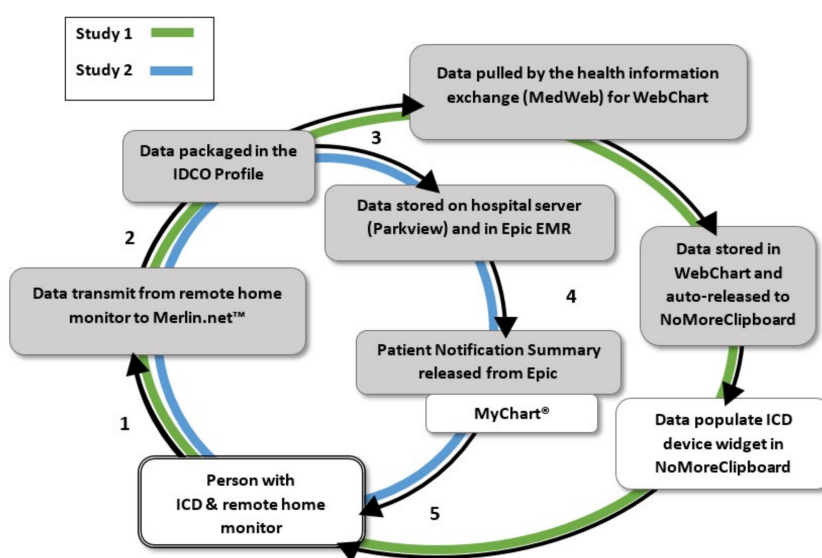 Study 1
Study 2
Data pulled by the health information
exchange (MedWeb) for WebChart
3
Data packaged in the
IDCO Profile
Data stored on hospital server
(Parkview) and in Epic EMR
2
Data stored in
WebChart and
auto-released to
NoMoreClipboard
4
Data transmit from remote home
monitor to Merlin.net™
Patient Notification Summary
released from Epic
MyChart®
1
Data populate ICD
device widget in
NoMoreClipboard
Person with
ICD & remote home
monitor
5